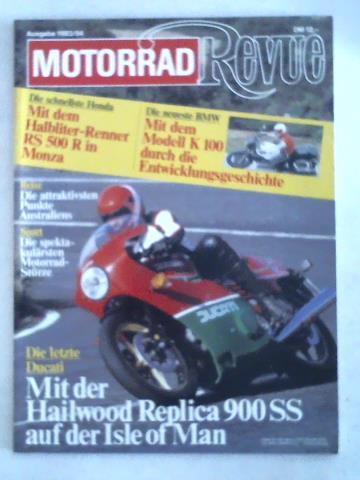 Ausgabe 1983/84
DM 12,-
MOTORRAD
Revue
Die schnellste Honda
Mit dem
Halbliter-Renner
RS 500 R in
Monza
Die neueste BMW
Mit dem
Modell K 100
durch die
Entwicklungsgeschichte
Reise
Die attraktivsten
Punkte
Australiens
Sport
Die spekta-
kulärsten
Motorrad-
Stürze
DUCATI
Die letzte
Ducati
Mit der
Hailwood Replica 900 SS
auf der Isle of Man